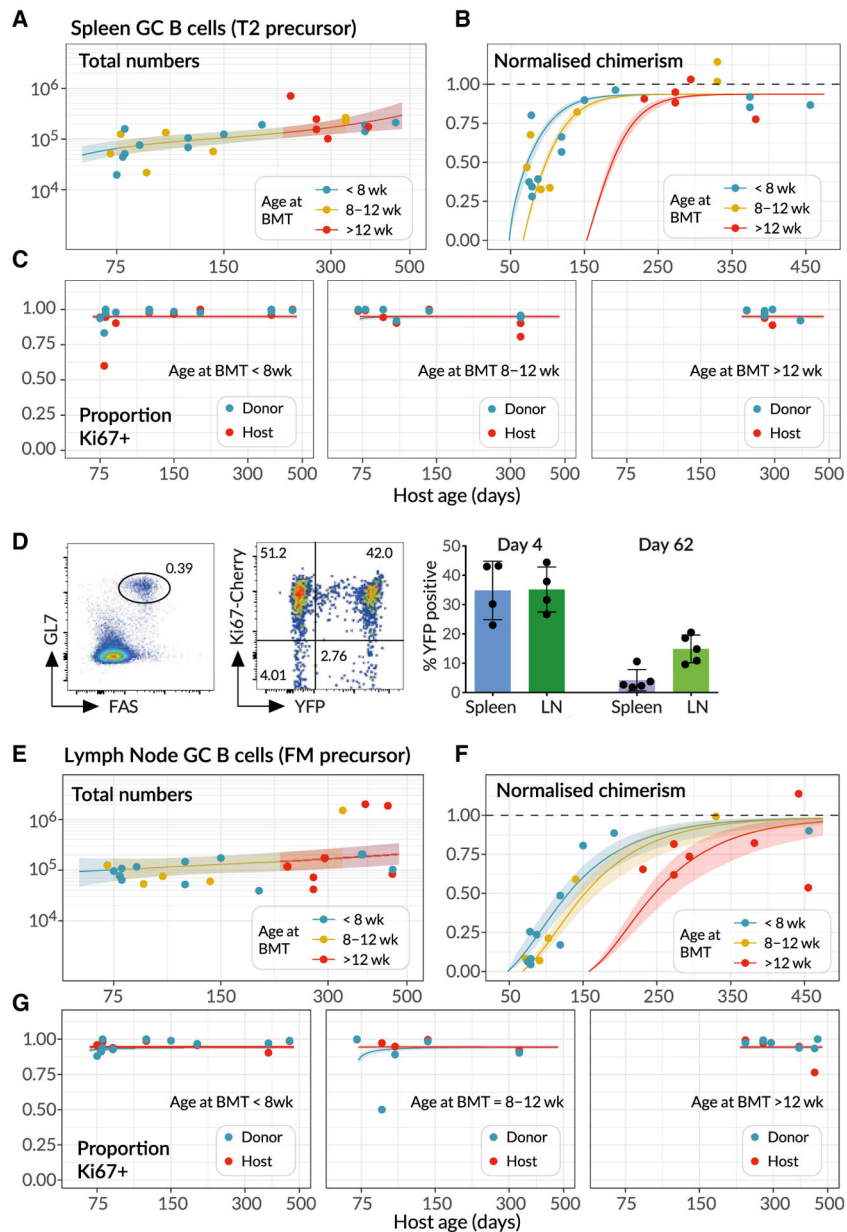 A
Spleen GC B cells (T2 precursor)
Total numbers
10⁶
10⁵
10⁴
Age at BMT
< 8 wk
8–12 wk
>12 wk
75 150 300 500
B
Normalised chimerism
1.00
0.75
0.50
0.25
0.00
Age at BMT
< 8 wk
8–12 wk
>12 wk
50 150 250 350 450
C
1.00
0.75
0.50
0.25
0.00
Age at BMT < 8wk
Proportion
Ki67+
Donor
Host
75 150 300 500
Age at BMT 8–12 wk
Donor
Host
75 150 300 500
Age at BMT >12 wk
Donor
Host
75 150 300 500
Host age (days)
D
GL7
0.39
FAS
Ki67-Cherry
51.2 42.0
4.01 2.76
YFP
% YFP positive
50
40
30
20
10
0
Day 4 Day 62
Spleen LN Spleen LN
E
Lymph Node GC B cells (FM precursor)
Total numbers
10⁶
10⁵
10⁴
Age at BMT
< 8 wk
8–12 wk
>12 wk
75 150 300 500
F
Normalised chimerism
1.00
0.75
0.50
0.25
0.00
Age at BMT
< 8 wk
8–12 wk
>12 wk
50 150 250 350 450
G
1.00
0.75
0.50
0.25
0.00
Age at BMT < 8wk
Proportion
Ki67+
Donor
Host
75 150 300 500
Age at BMT = 8–12 wk
Donor
Host
75 150 300 500
Age at BMT >12 wk
Donor
Host
75 150 300 500
Host age (days)